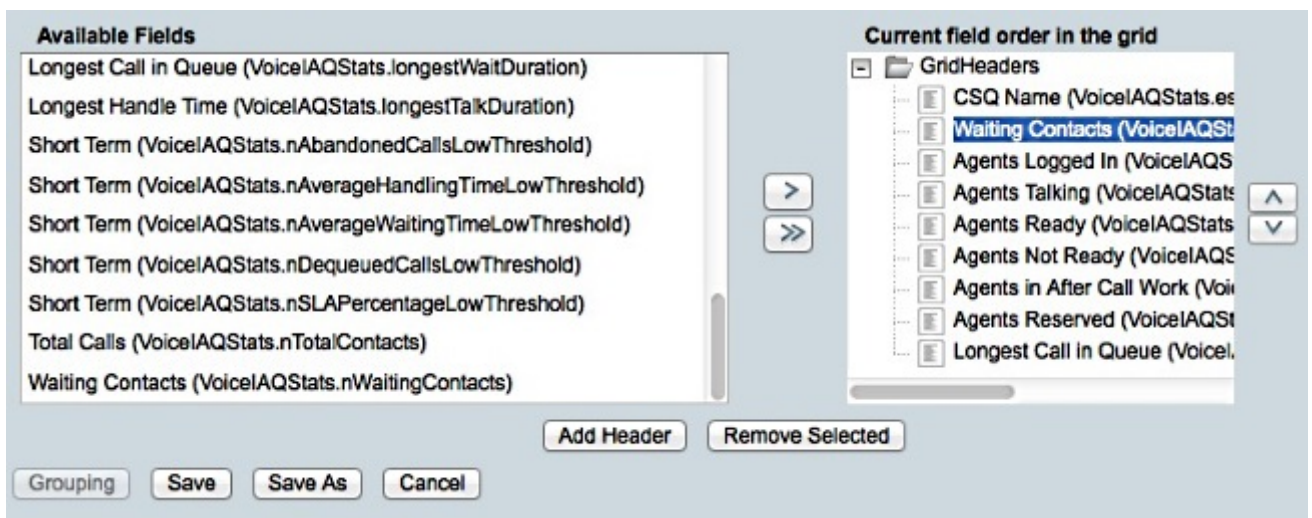 Available Fields
Longest Call in Queue (VoiceIAQStats.longestWaitDuration)
Longest Handle Time (VoiceIAQStats.longestTalkDuration)
Short Term (VoiceIAQStats.nAbandonedCallsLowThreshold)
Short Term (VoiceIAQStats.nAverageHandlingTimeLowThreshold)
Short Term (VoiceIAQStats.nAverageWaitingTimeLowThreshold)
Short Term (VoiceIAQStats.nDequeuedCallsLowThreshold)
Short Term (VoiceIAQStats.nSLAPercentageLowThreshold)
Total Calls (VoiceIAQStats.nTotalContacts)
Waiting Contacts (VoiceIAQStats.nWaitingContacts)
>
>>
Current field order in the grid
GridHeaders
CSQ Name (VoiceIAQStats.es
Waiting Contacts (VoiceIAQSt
Agents Logged In (VoiceIAQS
Agents Talking (VoiceIAQStats
Agents Ready (VoiceIAQStats
Agents Not Ready (VoiceIAQS
Agents in After Call Work (Voi
Agents Reserved (VoiceIAQSt
Longest Call in Queue (VoiceI
Add Header Remove Selected
Grouping Save Save As Cancel